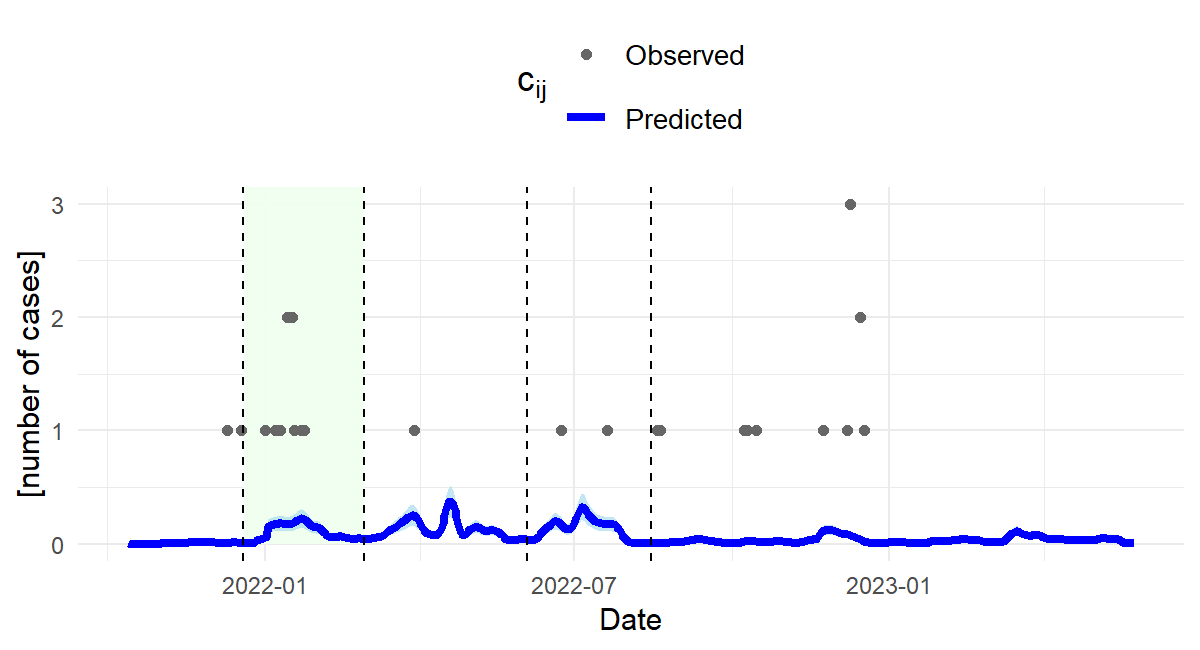 c_ij
Observed
Predicted
[number of cases]
3
2
1
0
2022-01
2022-07
2023-01
Date